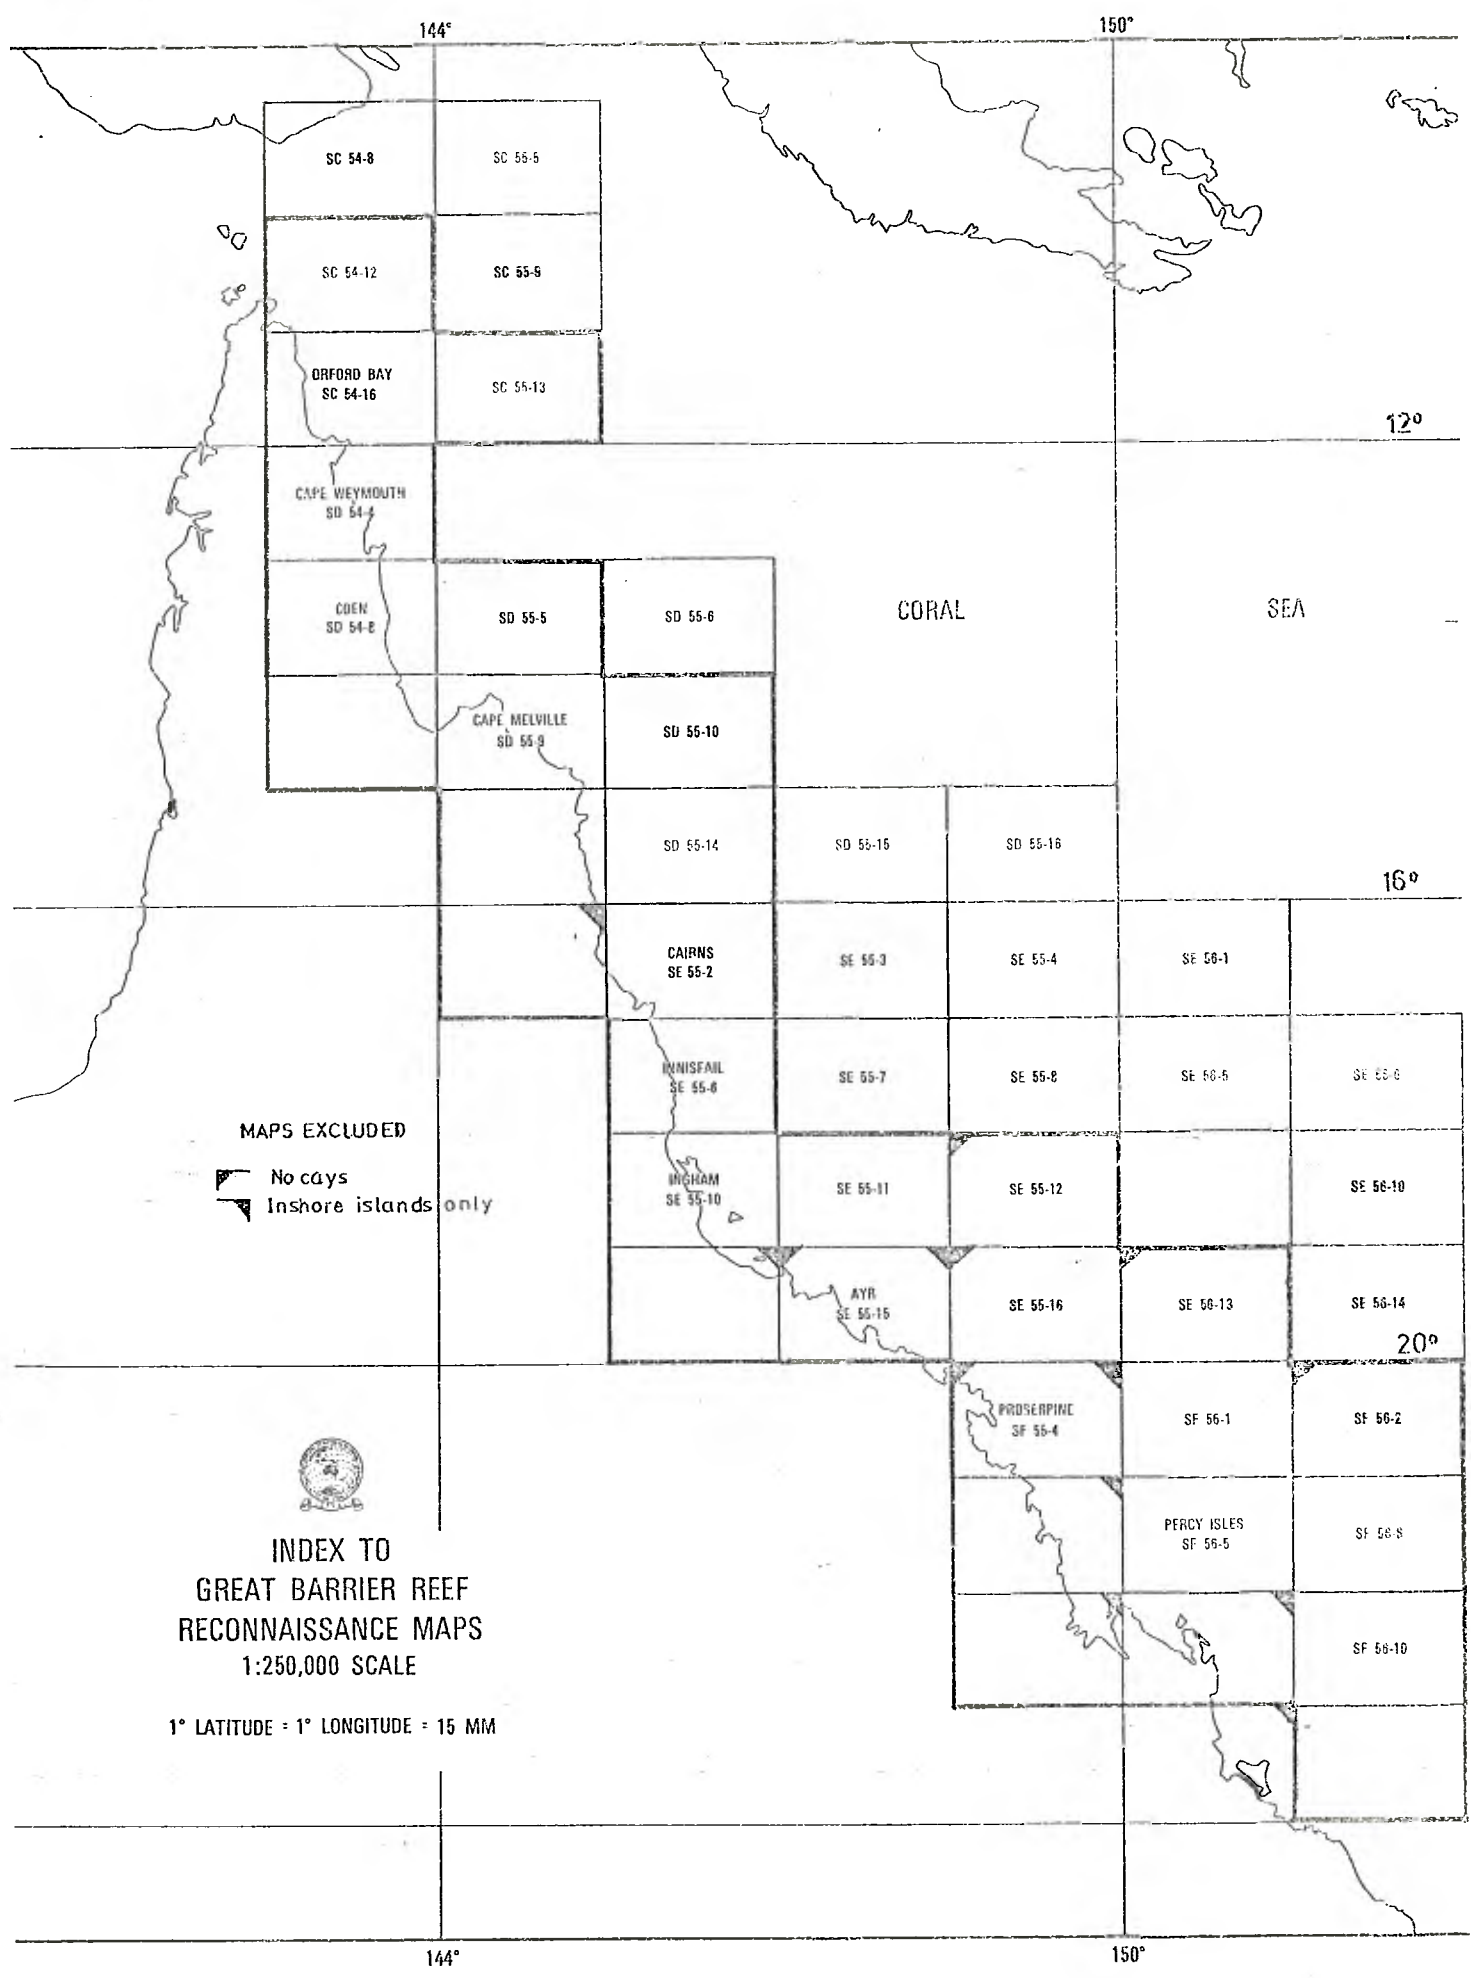 144°
150°
SC 54-8
SC 55-5
SC 54-12
SC 55-9
ORFORD BAY
SC 54-16
SC 55-13
12°
CAPE WEYMOUTH
SD 54-4
COEN
SD 54-8
SD 55-5
SD 55-6
CORAL SEA
CAPE MELVILLE
SD 55-9
SD 55-10
SD 55-14
SD 55-15
SD 55-16
16°
CAIRNS
SE 55-2
SE 55-3
SE 55-4
SE 56-1
INNISFAIL
SE 55-6
SE 55-7
SE 55-8
SE 56-5
MAPS EXCLUDED
No cays
Inshore islands only
INGHAM
SE 55-10
SE 55-11
SE 55-12
SE 56-10
AYR
SE 55-15
SE 55-16
SE 56-13
SE 56-14
20°
PROSERPINE
SF 55-4
SF 56-1
SF 56-2
PERCY ISLES
SF 56-5
SF 56-10
INDEX TO
GREAT BARRIER REEF
RECONNAISSANCE MAPS
1:250,000 SCALE
1° LATITUDE = 1° LONGITUDE = 15 MM
144°
150°